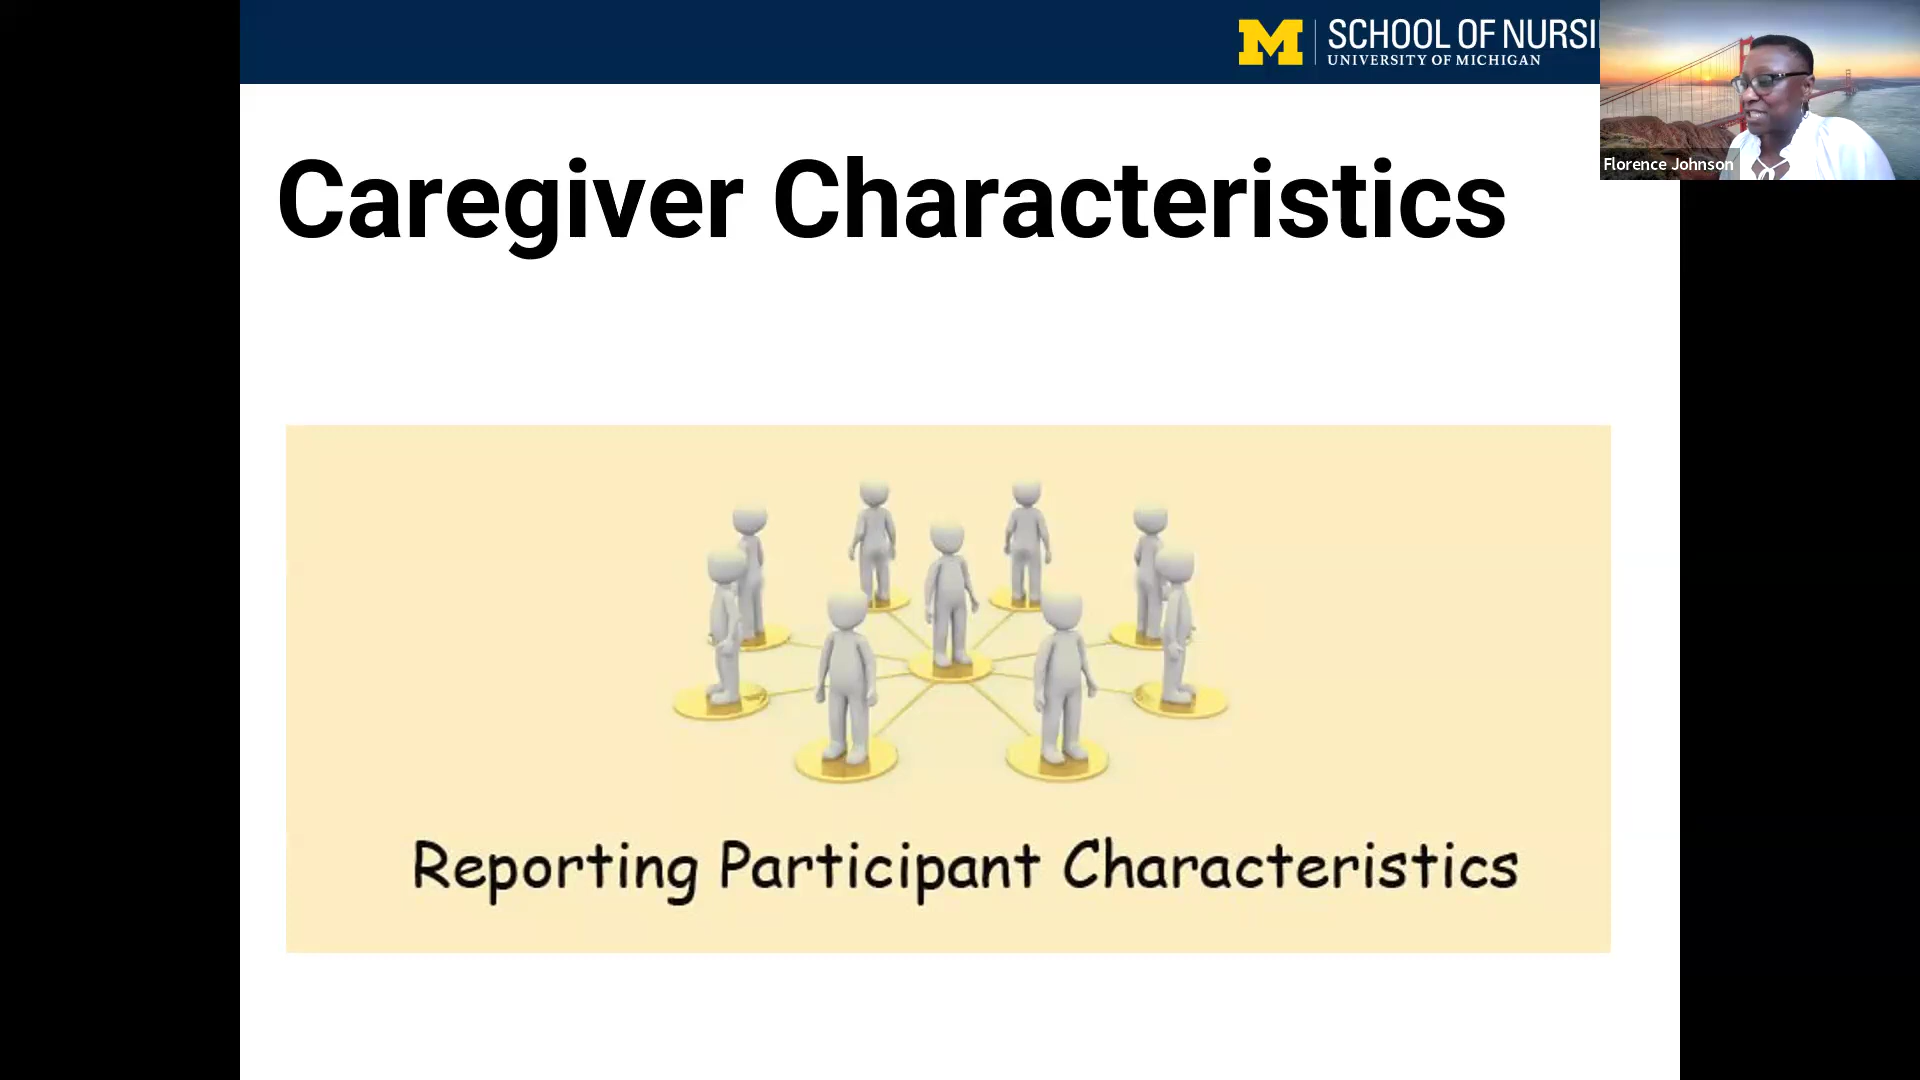 M SCHOOL OF NURSI
UNIVERSITY OF MICHIGAN
Florence Johnson
Caregiver Characteristics
Reporting Participant Characteristics